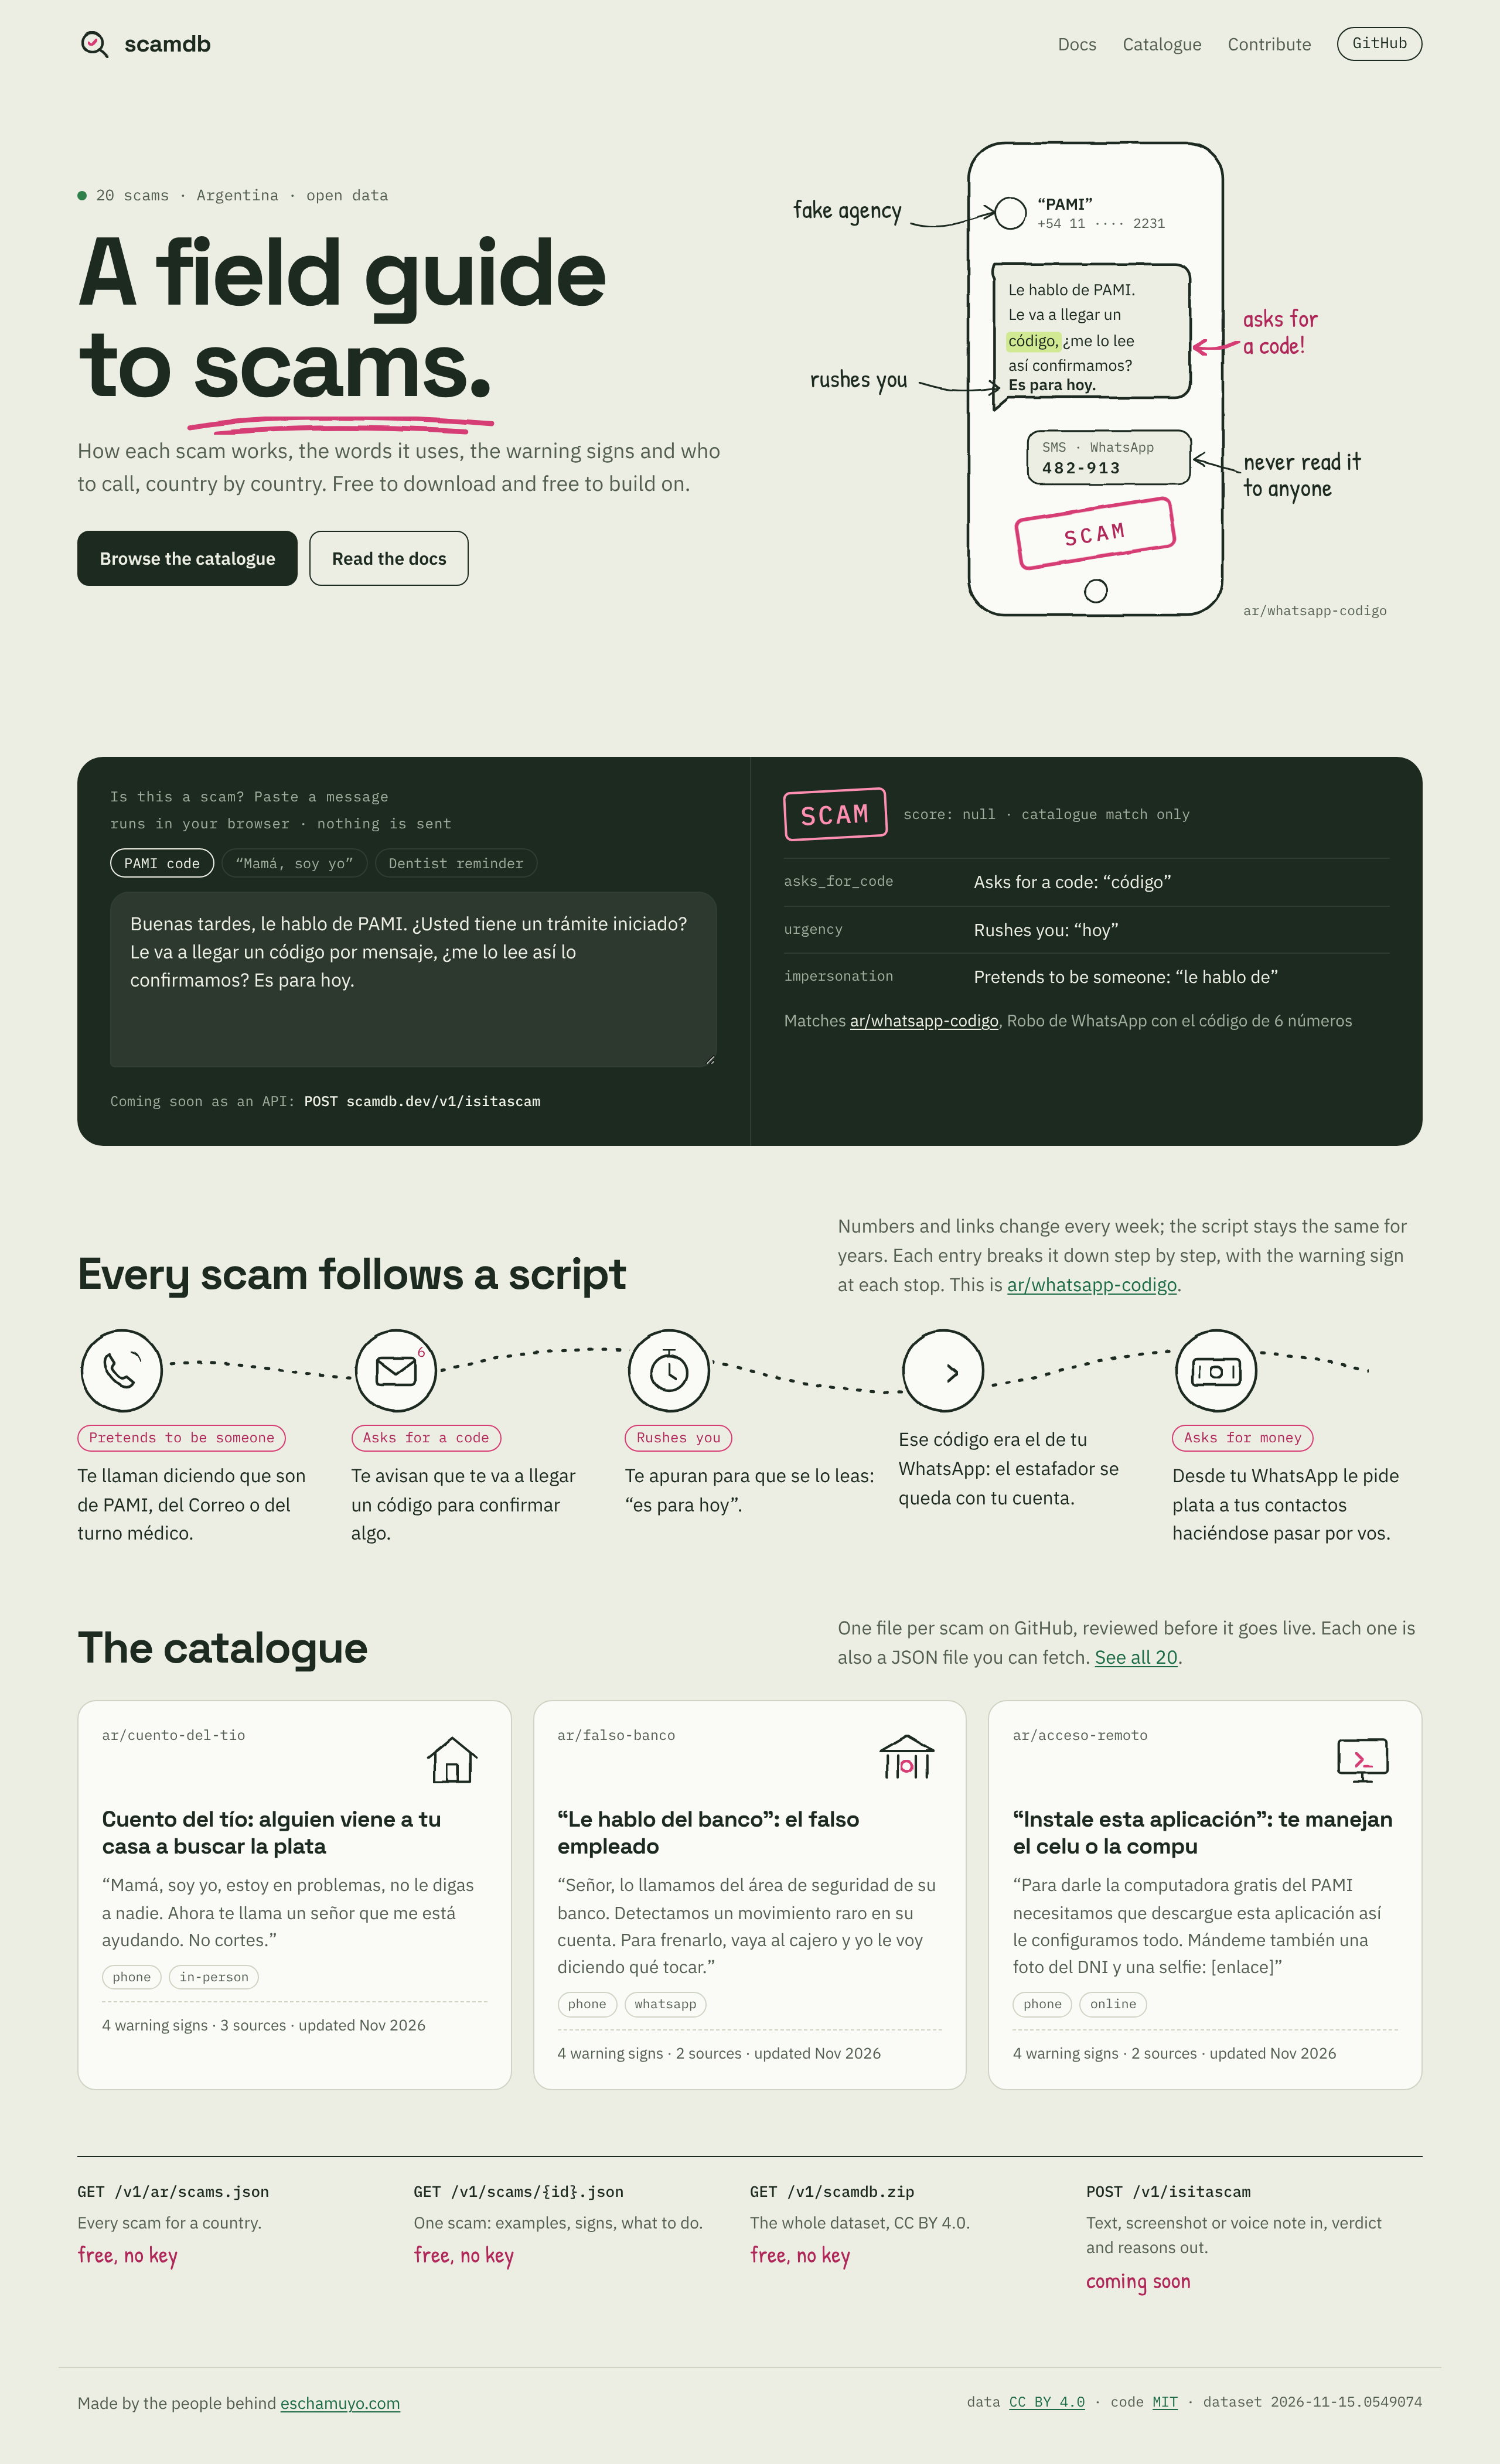 scamdb
Docs
Catalogue
Contribute
GitHub
20 scams · Argentina · open data
A field guide
to scams.
How each scam works, the words it uses, the warning signs and who
to call, country by country. Free to download and free to build on.
Browse the catalogue
Read the docs
fake agency
“PAMI”
+54 11 ···· 2231
Le hablo de PAMI.
Le va a llegar un
código, ¿me lo lee
así confirmamos?
Es para hoy.
asks for
a code!
rushes you
SMS · WhatsApp
482-913
never read it
to anyone
SCAM
ar/whatsapp-codigo
Is this a scam? Paste a message
runs in your browser · nothing is sent
PAMI code
“Mamá, soy yo”
Dentist reminder
Buenas tardes, le hablo de PAMI. ¿Usted tiene un trámite iniciado?
Le va a llegar un código por mensaje, ¿me lo lee así lo
confirmamos? Es para hoy.
Coming soon as an API: POST scamdb.dev/v1/isitascam
SCAM
score: null · catalogue match only
asks_for_code
Asks for a code: “código”
urgency
Rushes you: “hoy”
impersonation
Pretends to be someone: “le hablo de”
Matches ar/whatsapp-codigo, Robo de WhatsApp con el código de 6 números
Every scam follows a script
Numbers and links change every week; the script stays the same for
years. Each entry breaks it down step by step, with the warning sign
at each stop. This is ar/whatsapp-codigo.
6
Pretends to be someone
Te llaman diciendo que son
de PAMI, del Correo o del
turno médico.
Asks for a code
Te avisan que te va a llegar
un código para confirmar
algo.
Rushes you
Te apuran para que se lo leas:
“es para hoy”.
Ese código era el de tu
WhatsApp: el estafador se
queda con tu cuenta.
Asks for money
Desde tu WhatsApp le pide
plata a tus contactos
haciéndose pasar por vos.
The catalogue
One file per scam on GitHub, reviewed before it goes live. Each one is
also a JSON file you can fetch. See all 20.
ar/cuento-del-tio
Cuento del tío: alguien viene a tu
casa a buscar la plata
“Mamá, soy yo, estoy en problemas, no le digas
a nadie. Ahora te llama un señor que me está
ayudando. No cortes.”
phone
in-person
4 warning signs · 3 sources · updated Nov 2026
ar/falso-banco
“Le hablo del banco”: el falso
empleado
“Señor, lo llamamos del área de seguridad de su
banco. Detectamos un movimiento raro en su
cuenta. Para frenarlo, vaya al cajero y yo le voy
diciendo qué tocar.”
phone
whatsapp
4 warning signs · 2 sources · updated Nov 2026
ar/acceso-remoto
“Instale esta aplicación”: te manejan
el celu o la compu
“Para darle la computadora gratis del PAMI
necesitamos que descargue esta aplicación así
le configuramos todo. Mándeme también una
foto del DNI y una selfie: [enlace]”
phone
online
4 warning signs · 2 sources · updated Nov 2026
GET /v1/ar/scams.json
Every scam for a country.
free, no key
GET /v1/scams/{id}.json
One scam: examples, signs, what to do.
free, no key
GET /v1/scamdb.zip
The whole dataset, CC BY 4.0.
free, no key
POST /v1/isitascam
Text, screenshot or voice note in, verdict
and reasons out.
coming soon
Made by the people behind eschamuyo.com
data CC BY 4.0 · code MIT · dataset 2026-11-15.0549074